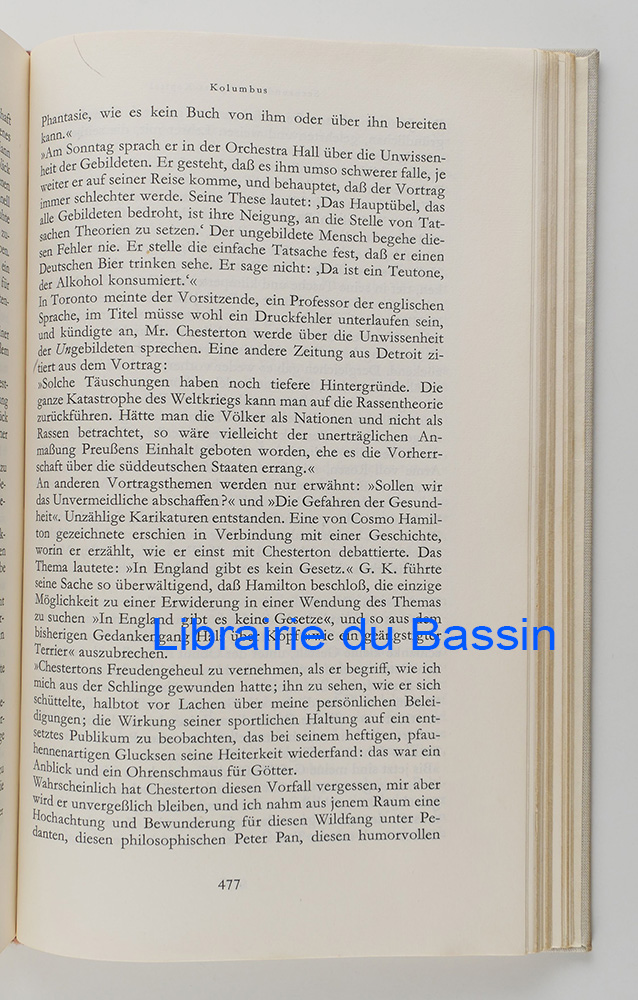 Kolumbus
Phantasie, wie es kein Buch von ihm oder über ihn bereiten
kann.«
»Am Sonntag sprach er in der Orchestra Hall über die Unwissen-
heit der Gebildeten. Er gesteht, daß es ihm umso schwerer falle, je
weiter er auf seiner Reise komme, und behauptet, daß der Vortrag
immer schlechter werde. Seine These lautet: ‚Das Hauptübel, das
alle Gebildeten bedroht, ist ihre Neigung, an die Stelle von Tat-
sachen Theorien zu setzen.‘ Der ungebildete Mensch begehe die-
sen Fehler nie. Er stelle die einfache Tatsache fest, daß er einen
Deutschen Bier trinken sehe. Er sage nicht: ‚Da ist ein Teutone,
der Alkohol konsumiert.‘«
In Toronto meinte der Vorsitzende, ein Professor der englischen
Sprache, im Titel müsse wohl ein Druckfehler unterlaufen sein,
und kündigte an, Mr. Chesterton werde über die Unwissenheit
der Ungebildeten sprechen. Eine andere Zeitung aus Detroit zi-
tiert aus dem Vortrag:
»Solche Täuschungen haben noch tiefere Hintergründe. Die
ganze Katastrophe des Weltkriegs kann man auf die Rassentheorie
zurückführen. Hätte man die Völker als Nationen und nicht als
Rassen betrachtet, so wäre vielleicht der unerträglichen An-
maßung Preußens Einhalt geboten worden, ehe es die Vorherr-
schaft über die süddeutschen Staaten errang.«
An anderen Vortragsthemen werden nur erwähnt: »Sollen wir
das Unvermeidliche abschaffen?« und »Die Gefahren der Gesund-
heit«. Unzählige Karikaturen entstanden. Eine von Cosmo Hamil-
ton gezeichnete erschien in Verbindung mit einer Geschichte,
worin er erzählt, wie er einst mit Chesterton debattierte. Das
Thema lautete: »In England gibt es kein Gesetz.« G. K. führte
seine Sache so überwältigend, daß Hamilton beschloß, die einzige
Möglichkeit zu einer Erwiderung in einer Wendung des Themas
zu suchen »In England gibt es keine Gesetze«, und so aus dem
bisherigen Gedankengang Hals über Kopf »wie ein geängstigter
Terrier« auszubrechen.
»Chestertons Freudengeheul zu vernehmen, als er begriff, wie ich
mich aus der Schlinge gewunden hatte; ihn zu sehen, wie er sich
schüttelte, halbtot vor Lachen über meine persönlichen Belei-
digungen; die Wirkung seiner sportlichen Haltung auf ein ent-
setztes Publikum zu beobachten, das bei seinem heftigen, pfau-
hennenartigen Glucksen seine Heiterkeit wiederfand: das war ein
Anblick und ein Ohrenschmaus für Götter.
Wahrscheinlich hat Chesterton diesen Vorfall vergessen, mir aber
wird er unvergeßlich bleiben, und ich nahm aus jenem Raum eine
Hochachtung und Bewunderung für diesen Wildfang unter Pe-
danten, diesen philosophischen Peter Pan, diesen humorvollen
477
Librairie du Bassin